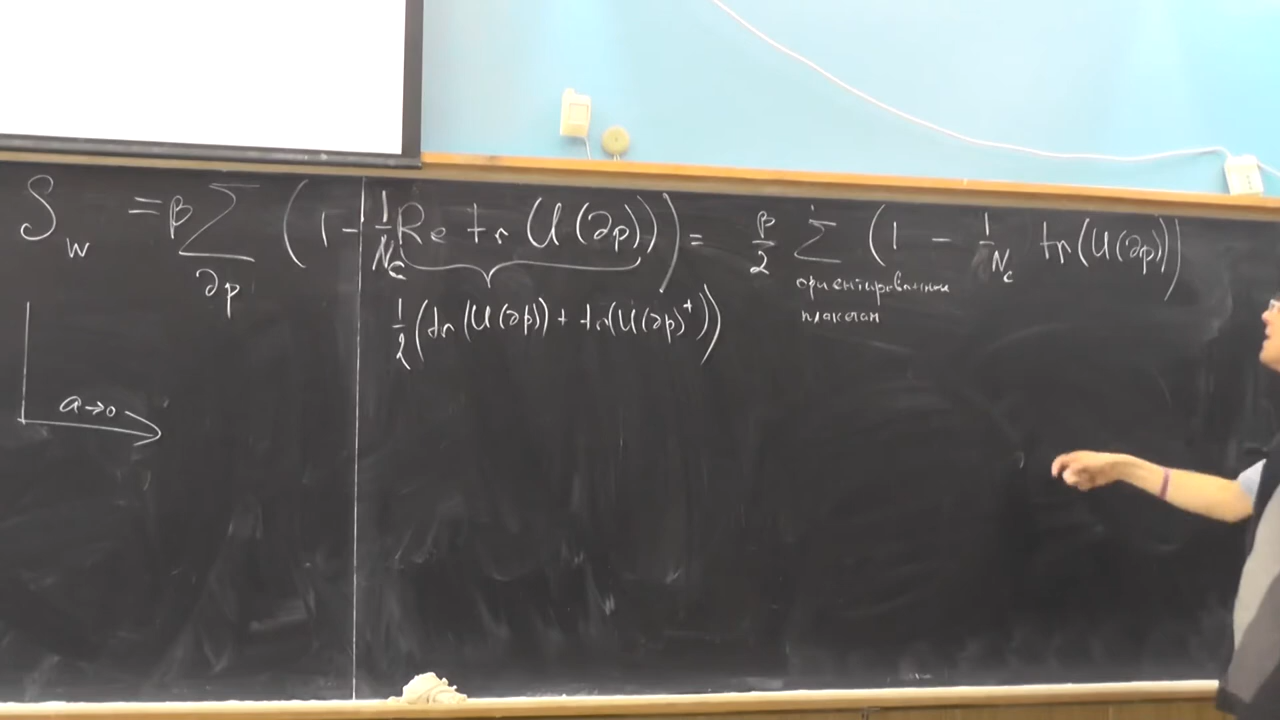 S_w = β Σ_{∂p} (1 - 1/N_c Re tr (U(∂p))) = β/2 Σ (1 - 1/N_c tr(U(∂p)))
ориентированным
плакетам
1/2 (tr (U(∂p)) + tr(U(∂p)⁺))
a→0